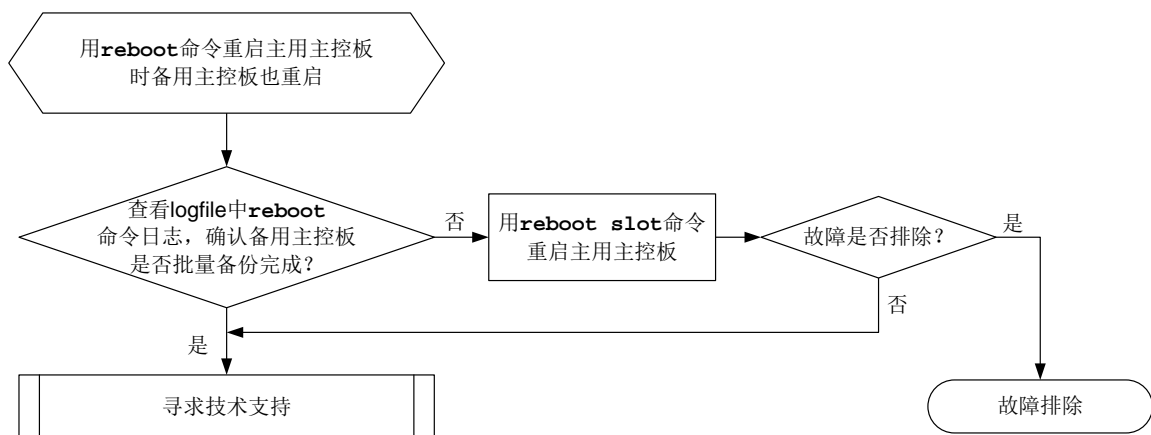 用reboot命令重启主用主控板
时备用主控板也重启
查看logfile中reboot
命令日志，确认备用主控板
是否批量备份完成？
否
用reboot slot命令
重启主用主控板
故障是否排除？
是
否
是
寻求技术支持
故障排除